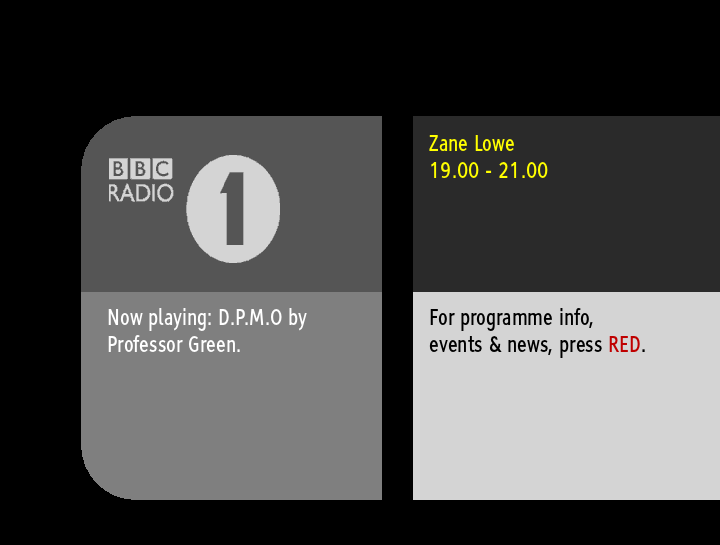 BBC
RADIO
1
Now playing: D.P.M.O by
Professor Green.
Zane Lowe
19.00 - 21.00
For programme info,
events & news, press RED.